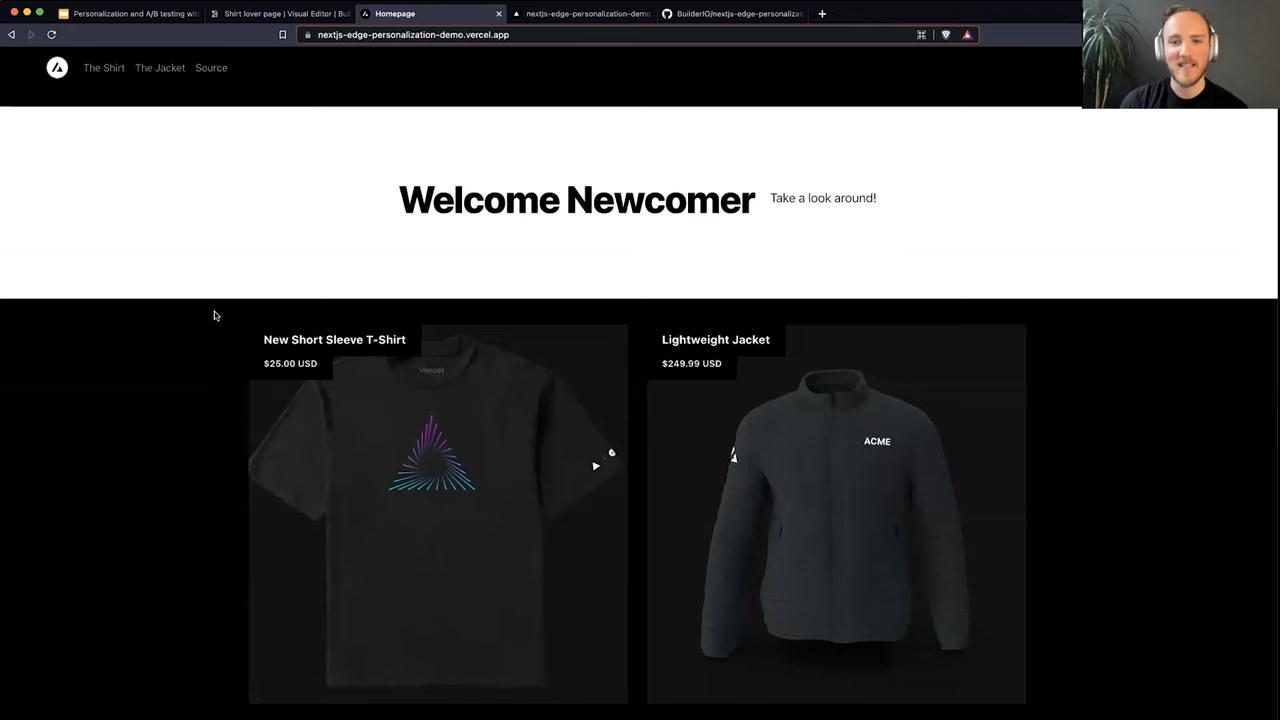 Personalization and A/B testing wit
Shirt lover page | Visual Editor | Bui
Homepage
nextjs-edge-personalization-demo
BuilderIO/nextjs-edge-personalizat
nextjs-edge-personalization-demo.vercel.app
The Shirt
The Jacket
Source
Welcome Newcomer
Take a look around!
New Short Sleeve T-Shirt
$25.00 USD
Vercel
Lightweight Jacket
$249.99 USD
ACME